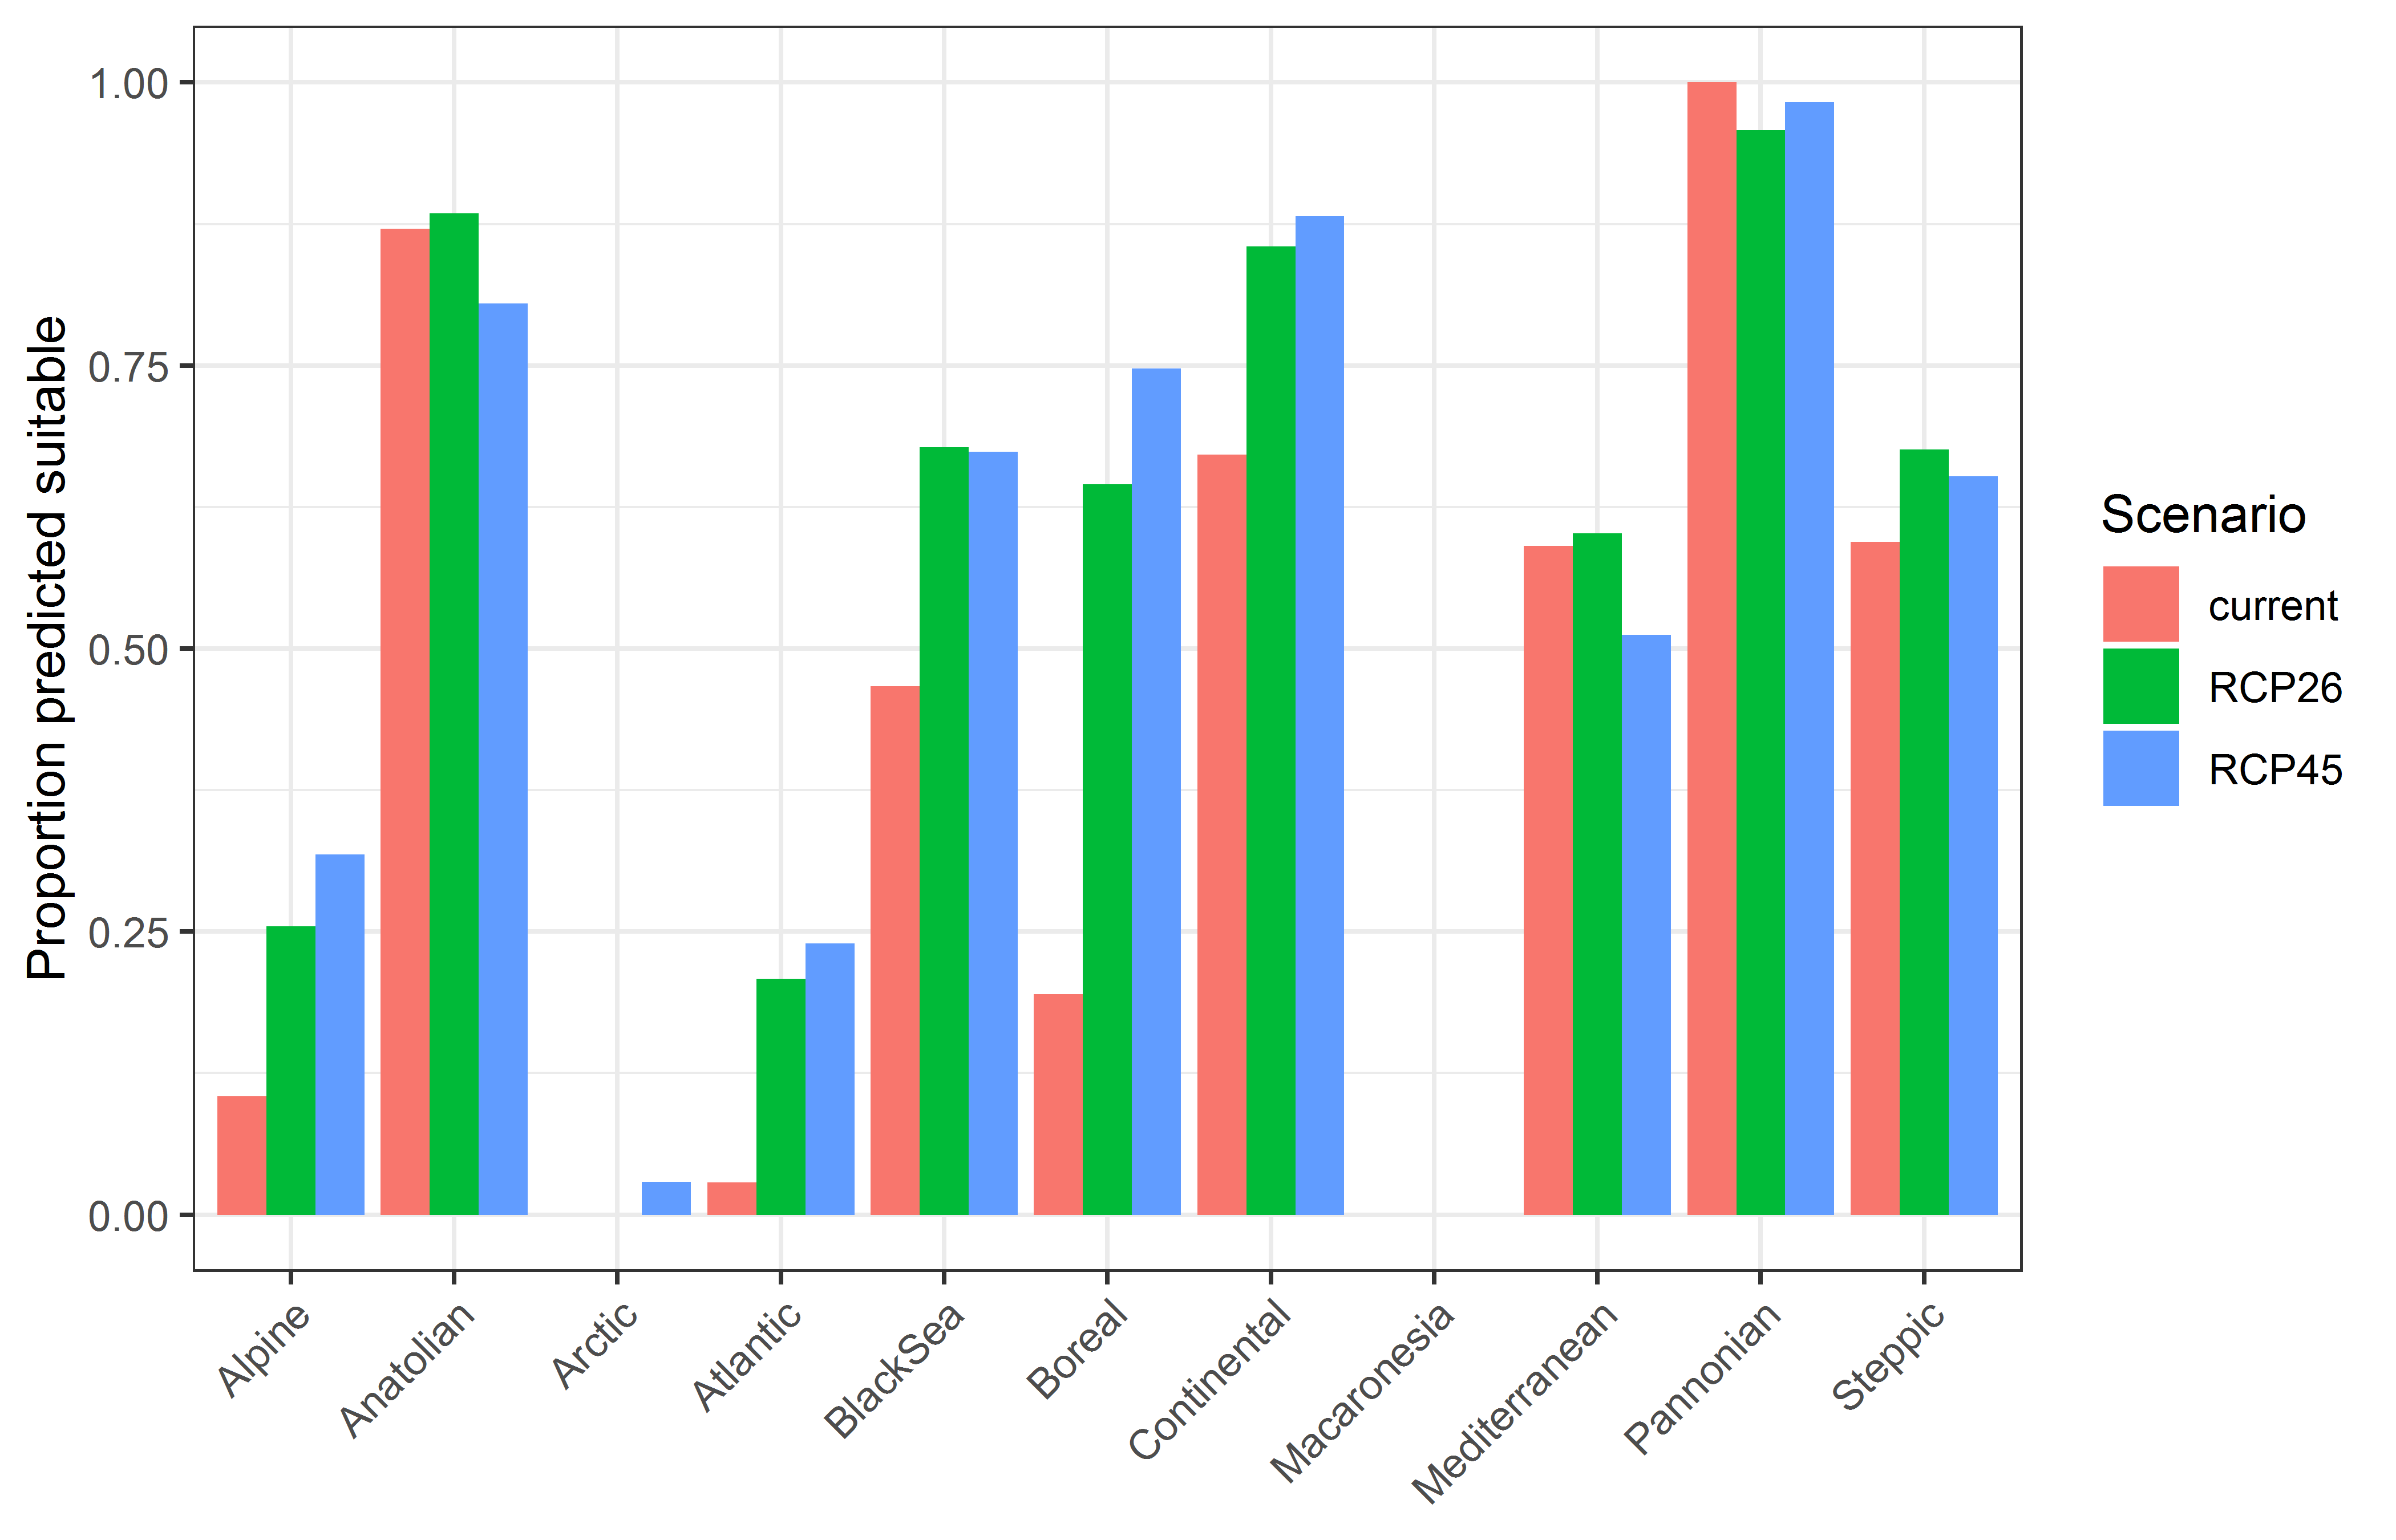 Proportion predicted suitable
1.00
0.75
0.50
0.25
0.00
Alpine
Anatolian
Arctic
Atlantic
BlackSea
Boreal
Continental
Macaronesia
Mediterranean
Pannonian
Steppic
Scenario
current
RCP26
RCP45